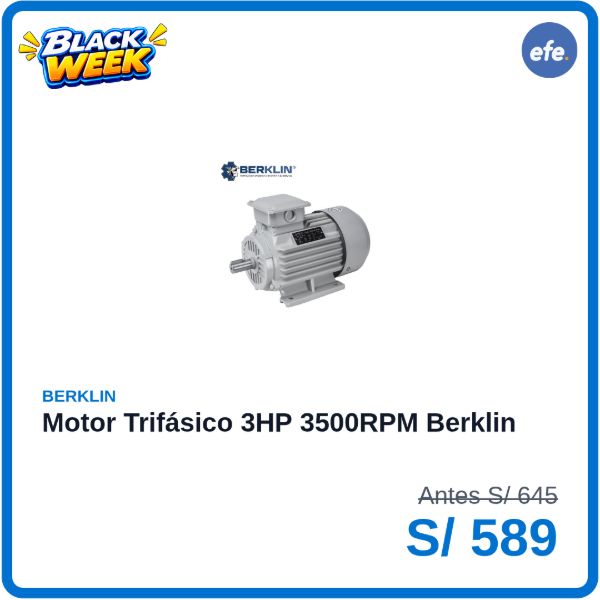 BLACK
WEEK
efe.
BERKLIN®
BERKLIN
Motor Trifásico 3HP 3500RPM Berklin
Antes S/ 645
S/ 589